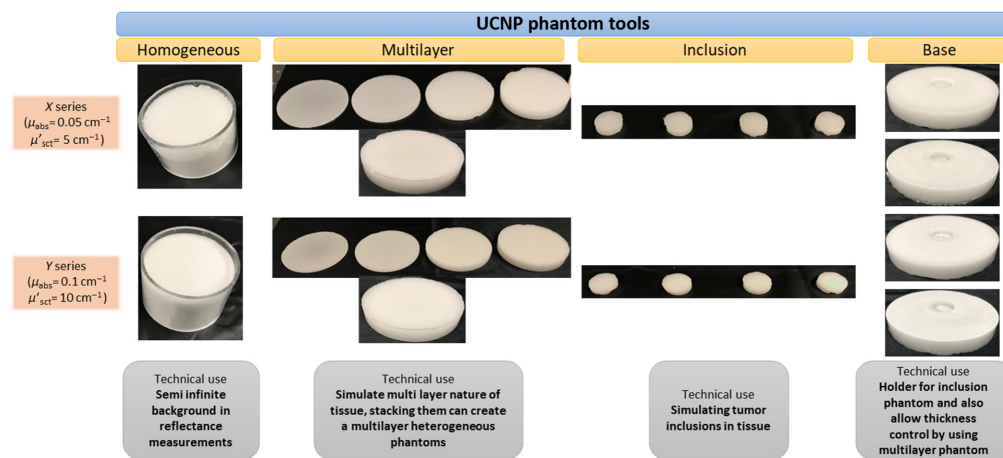 UCNP phantom tools
Homogeneous
Multilayer
Inclusion
Base
X series
(μabs= 0.05 cm⁻¹
μ'sct= 5 cm⁻¹)
Y series
(μabs= 0.1 cm⁻¹
μ'sct= 10 cm⁻¹)
Technical use
Semi infinite
background in
reflectance
measurements
Technical use
Simulate multi layer nature of
tissue, stacking them can create
a multilayer heterogeneous
phantoms
Technical use
Simulating tumor
inclusions in tissue
Technical use
Holder for inclusion
phantom and also
allow thickness
control by using
multilayer phantom